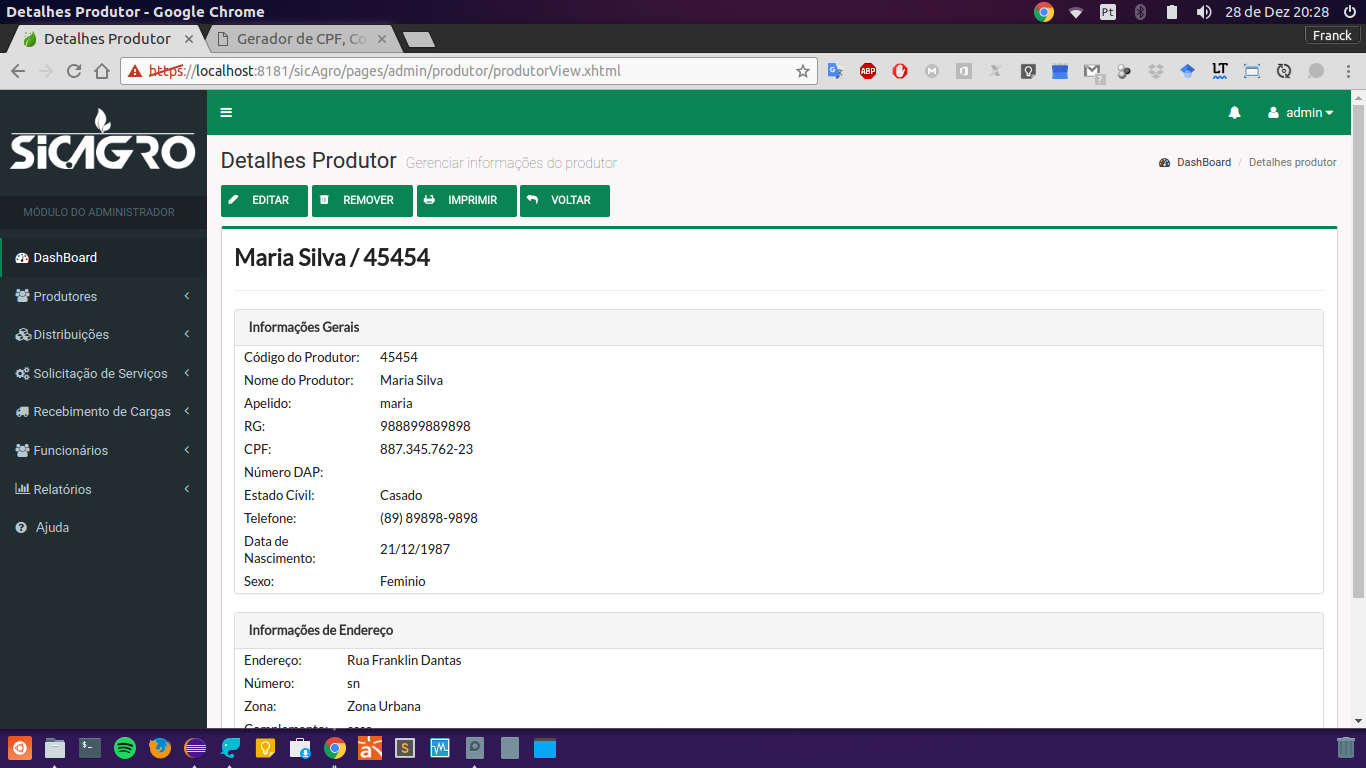 Detalhes Produtor - Google Chrome
Pt
28 de Dez 20:28
Detalhes Produtor
Gerador de CPF, Co
Franck
https://localhost:8181/sicAgro/pages/admin/produtor/produtorView.xhtml
ABP
LT
SICAGRO
admin
MÓDULO DO ADMINISTRADOR
DashBoard
Produtores
Distribuições
Solicitação de Serviços
Recebimento de Cargas
Funcionários
Relatórios
Ajuda
Detalhes Produtor Gerenciar informações do produtor
DashBoard / Detalhes produtor
EDITAR
REMOVER
IMPRIMIR
VOLTAR
Maria Silva / 45454
Informações Gerais
Código do Produtor: 45454
Nome do Produtor: Maria Silva
Apelido: maria
RG: 988899889898
CPF: 887.345.762-23
Número DAP:
Estado Cívil: Casado
Telefone: (89) 89898-9898
Data de
Nascimento: 21/12/1987
Sexo: Feminio
Informações de Endereço
Endereço: Rua Franklin Dantas
Número: sn
Zona: Zona Urbana